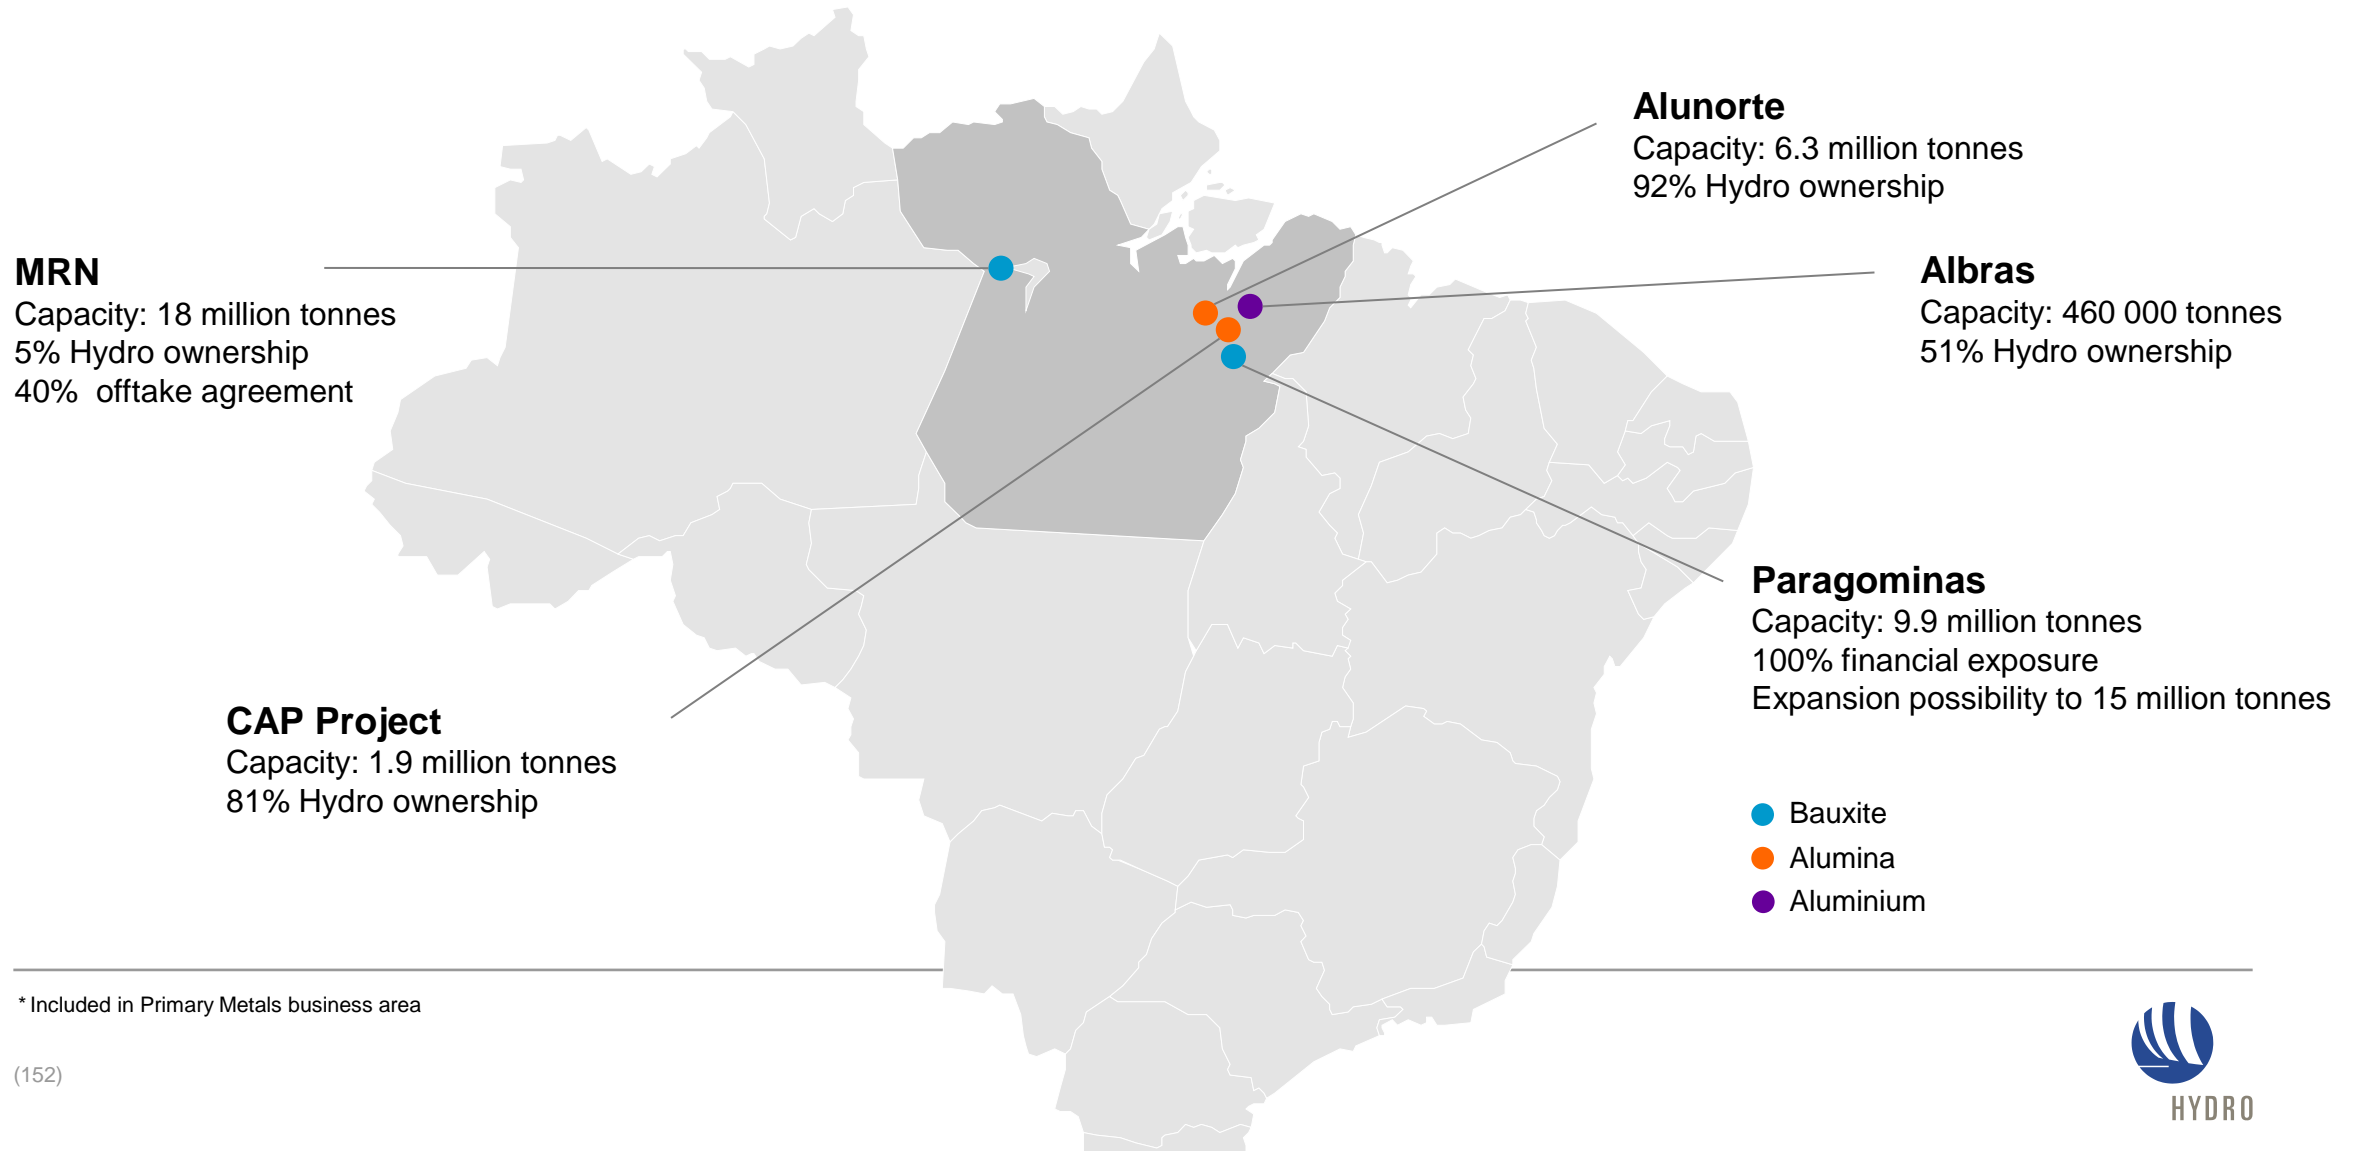 Alunorte
Capacity: 6.3 million tonnes
92% Hydro ownership
MRN
Capacity: 18 million tonnes
5% Hydro ownership
40%  offtake agreement
Albras
Capacity: 460 000 tonnes
51% Hydro ownership
Paragominas
Capacity: 9.9 million tonnes
100% financial exposure
Expansion possibility to 15 million tonnes
CAP Project
Capacity: 1.9 million tonnes
81% Hydro ownership
Bauxite
Alumina
Aluminium
* Included in Primary Metals business area
(152)
HYDRO